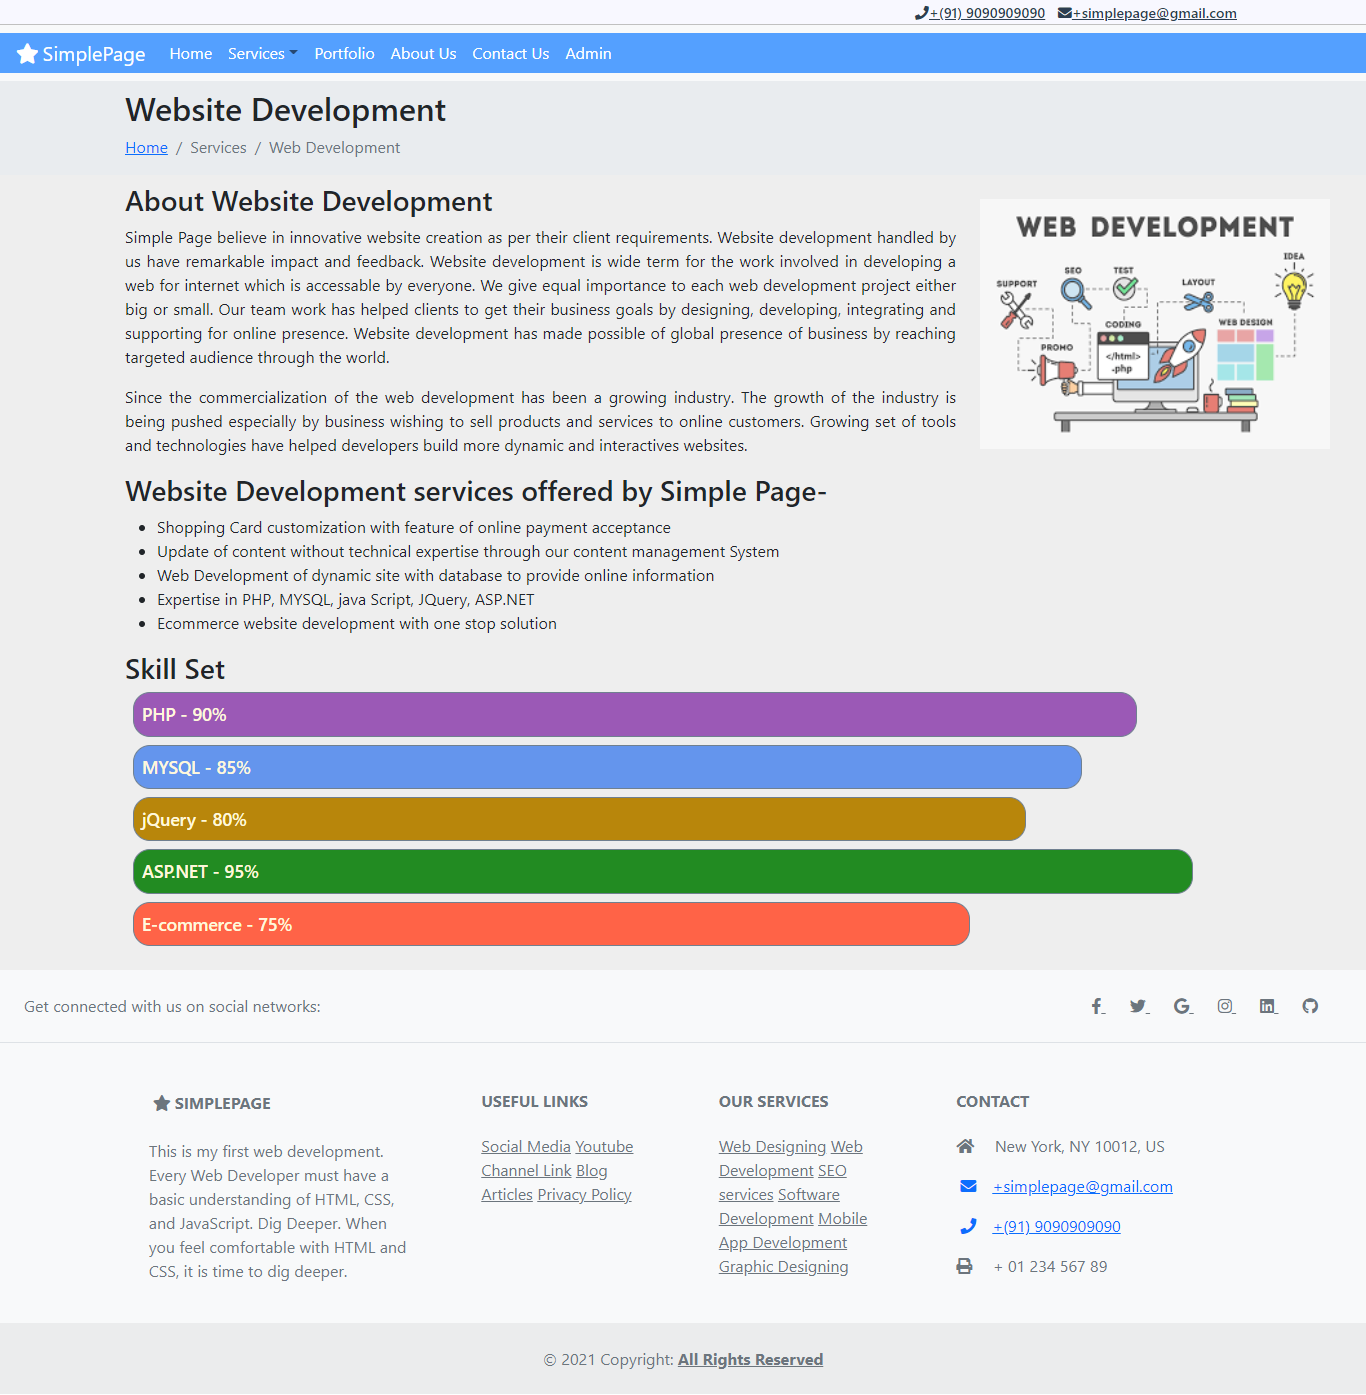 +(91) 9090909090 +simplepage@gmail.com
SimplePage Home Services Portfolio About Us Contact Us Admin
Website Development
Home / Services / Web Development
About Website Development
Simple Page believe in innovative website creation as per their client requirements. Website development handled by
us have remarkable impact and feedback. Website development is wide term for the work involved in developing a
web for internet which is accessable by everyone. We give equal importance to each web development project either
big or small. Our team work has helped clients to get their business goals by designing, developing, integrating and
supporting for online presence. Website development has made possible of global presence of business by reaching
targeted audience through the world.
Since the commercialization of the web development has been a growing industry. The growth of the industry is
being pushed especially by business wishing to sell products and services to online customers. Growing set of tools
and technologies have helped developers build more dynamic and interactives websites.
WEB DEVELOPMENT
IDEA
SEO TEST
SUPPORT LAYOUT
CODING WEB DESIGN
PROMO
</html>
.php
Website Development services offered by Simple Page-
Shopping Card customization with feature of online payment acceptance
Update of content without technical expertise through our content management System
Web Development of dynamic site with database to provide online information
Expertise in PHP, MYSQL, java Script, JQuery, ASP.NET
Ecommerce website development with one stop solution
Skill Set
PHP - 90%
MYSQL - 85%
jQuery - 80%
ASP.NET - 95%
E-commerce - 75%
Get connected with us on social networks:
SIMPLEPAGE
This is my first web development.
Every Web Developer must have a
basic understanding of HTML, CSS,
and JavaScript. Dig Deeper. When
you feel comfortable with HTML and
CSS, it is time to dig deeper.
USEFUL LINKS
Social Media Youtube
Channel Link Blog
Articles Privacy Policy
OUR SERVICES
Web Designing Web
Development SEO
services Software
Development Mobile
App Development
Graphic Designing
CONTACT
New York, NY 10012, US
+simplepage@gmail.com
+(91) 9090909090
+ 01 234 567 89
© 2021 Copyright: All Rights Reserved